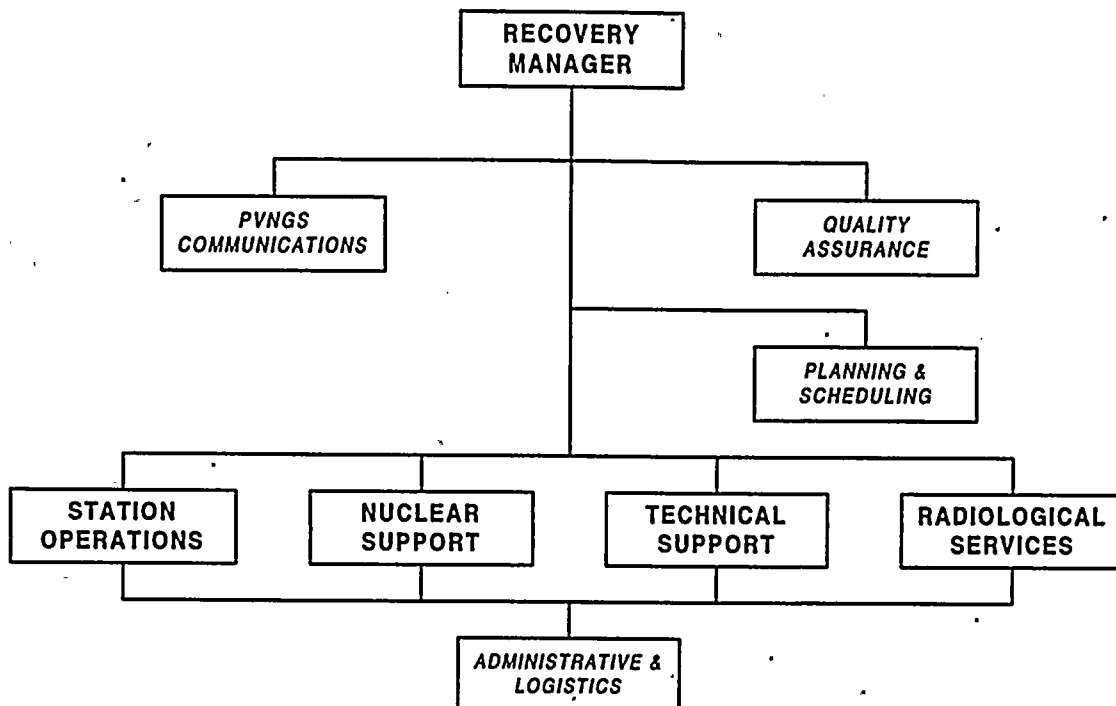 RECOVERY
MANAGER
PVNGS
COMMUNICATIONS
QUALITY
ASSURANCE
PLANNING &
SCHEDULING
STATION
OPERATIONS
NUCLEAR
SUPPORT
TECHNICAL
SUPPORT
RADIOLOGICAL
SERVICES
ADMINISTRATIVE &
LOGISTICS